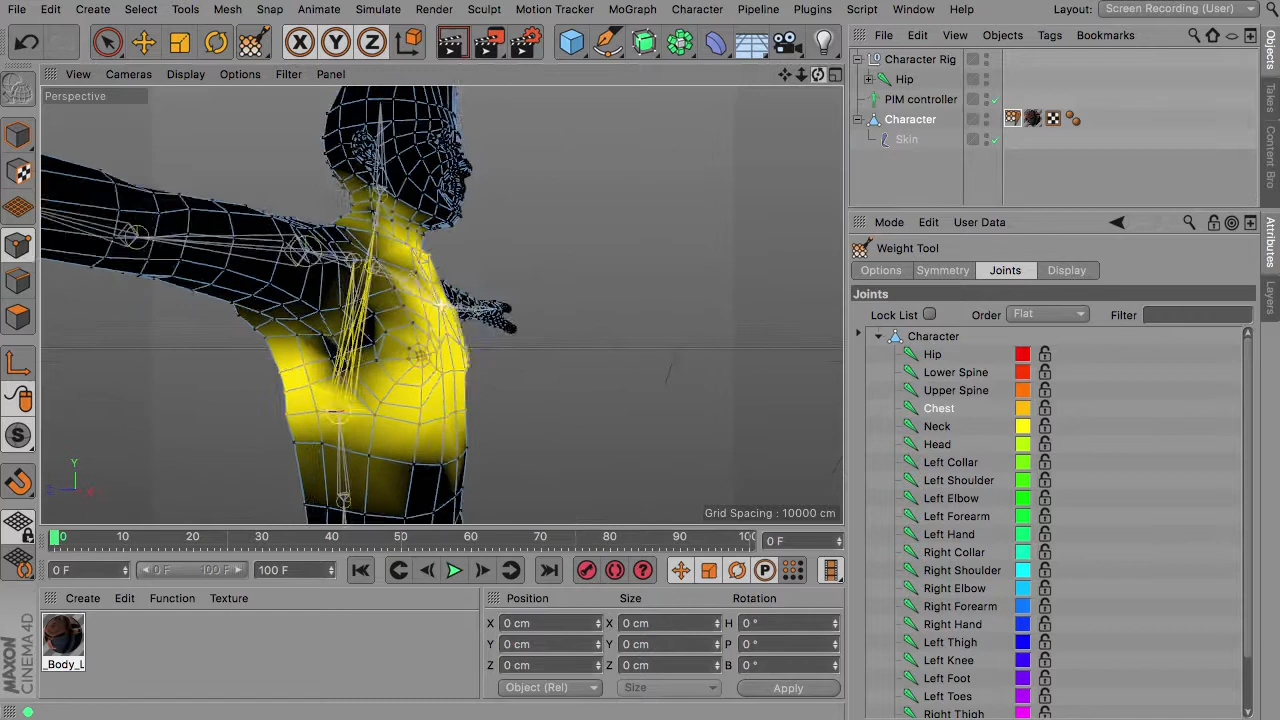 File Edit Create Select Tools Mesh Snap Animate Simulate Render Sculpt Motion Tracker MoGraph Character Pipeline Plugins Script Window Help Layout: Screen Recording (User)
File Edit View Objects Tags Bookmarks
View Cameras Display Options Filter Panel
Perspective
Character Rig
Hip
PIM controller
Character
Skin
Objects
Takes
Content Bro
Mode Edit User Data
Attributes
Layers
Weight Tool
Options Symmetry Joints Display
Joints
Lock List Order Flat Filter
Character
Hip
Lower Spine
Upper Spine
Chest
Neck
Head
Left Collar
Left Shoulder
Left Elbow
Left Forearm
Left Hand
Right Collar
Right Shoulder
Right Elbow
Right Forearm
Right Hand
Left Thigh
Left Knee
Left Foot
Left Toes
Right Thigh
Y
Grid Spacing : 10000 cm
0 10 20 30 40 50 60 70 80 90 100 0 F
0 F 0 F 100 F 100 F
Create Edit Function Texture
_Body_L
Position Size Rotation
X 0 cm X 0 cm H 0 °
Y 0 cm Y 0 cm P 0 °
Z 0 cm Z 0 cm B 0 °
Object (Rel) Size Apply
MAXON
CINEMA 4D